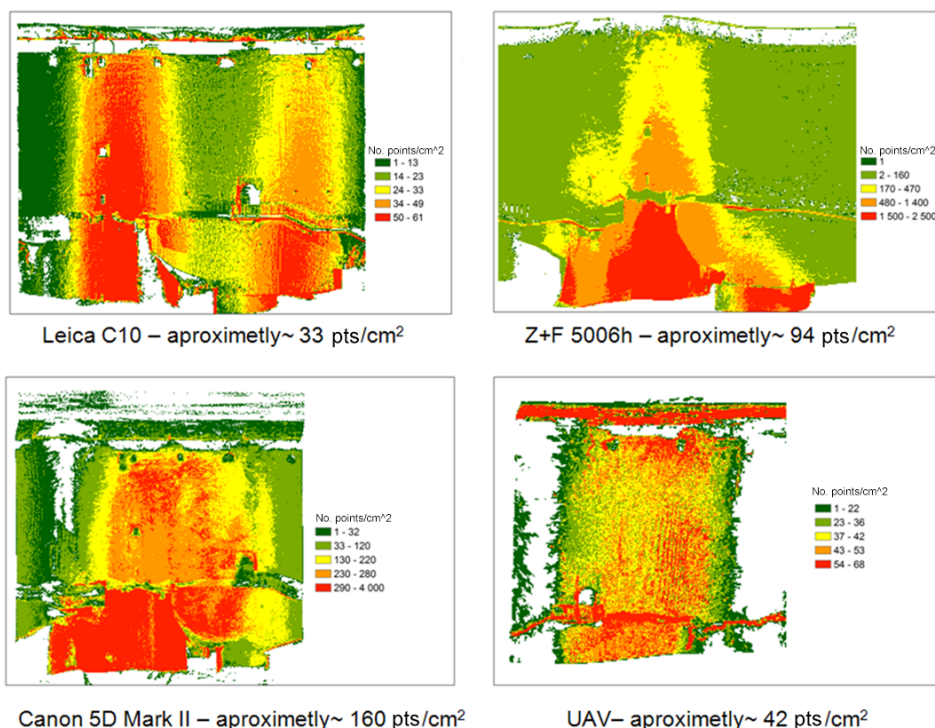 No. points/cm^2
1 - 13
14 - 23
24 - 33
34 - 49
50 - 61
Leica C10 – aproximetly~ 33 pts/cm²
No. points/cm^2
1
2 - 160
170 - 470
480 - 1 400
1 500 - 2 500
Z+F 5006h – aproximetly~ 94 pts/cm²
No. points/cm^2
1 - 32
33 - 120
130 - 220
230 - 280
290 - 4 000
Canon 5D Mark II – aproximetly~ 160 pts/cm²
No. points/cm^2
1 - 22
23 - 36
37 - 42
43 - 53
54 - 68
UAV– aproximetly~ 42 pts/cm²